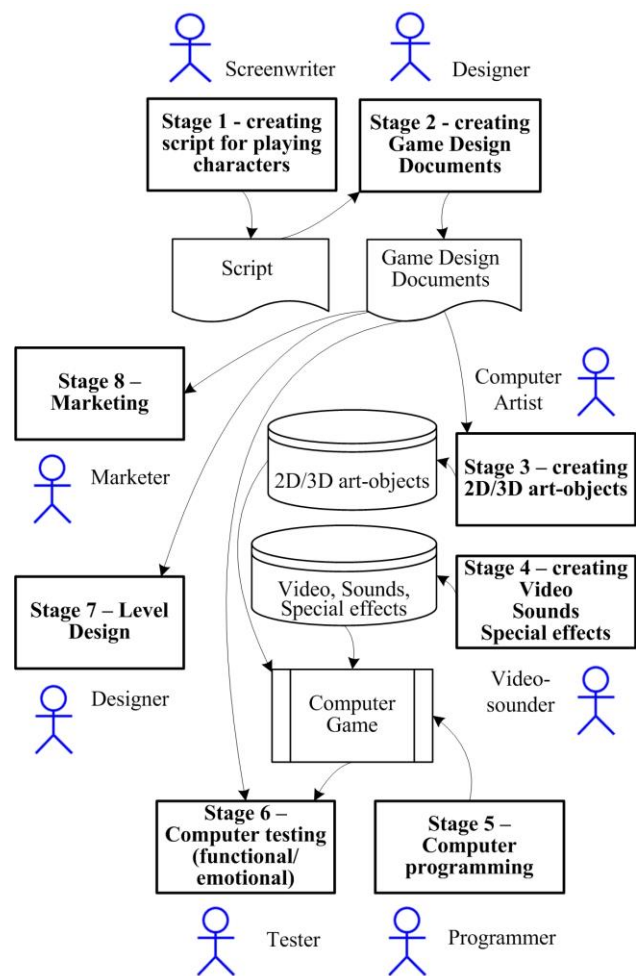 Screenwriter
Designer
Stage 1 - creating
script for playing
characters
Stage 2 - creating
Game Design
Documents
Script
Game Design
Documents
Stage 8 –
Marketing
Marketer
Computer
Artist
2D/3D art-objects
Stage 3 – creating
2D/3D art-objects
Video, Sounds,
Special effects
Stage 4 – creating
Video
Sounds
Special effects
Stage 7 – Level
Design
Designer
Video-
sounder
Computer
Game
Stage 6 –
Computer testing
(functional/
emotional)
Stage 5 –
Computer
programming
Tester
Programmer